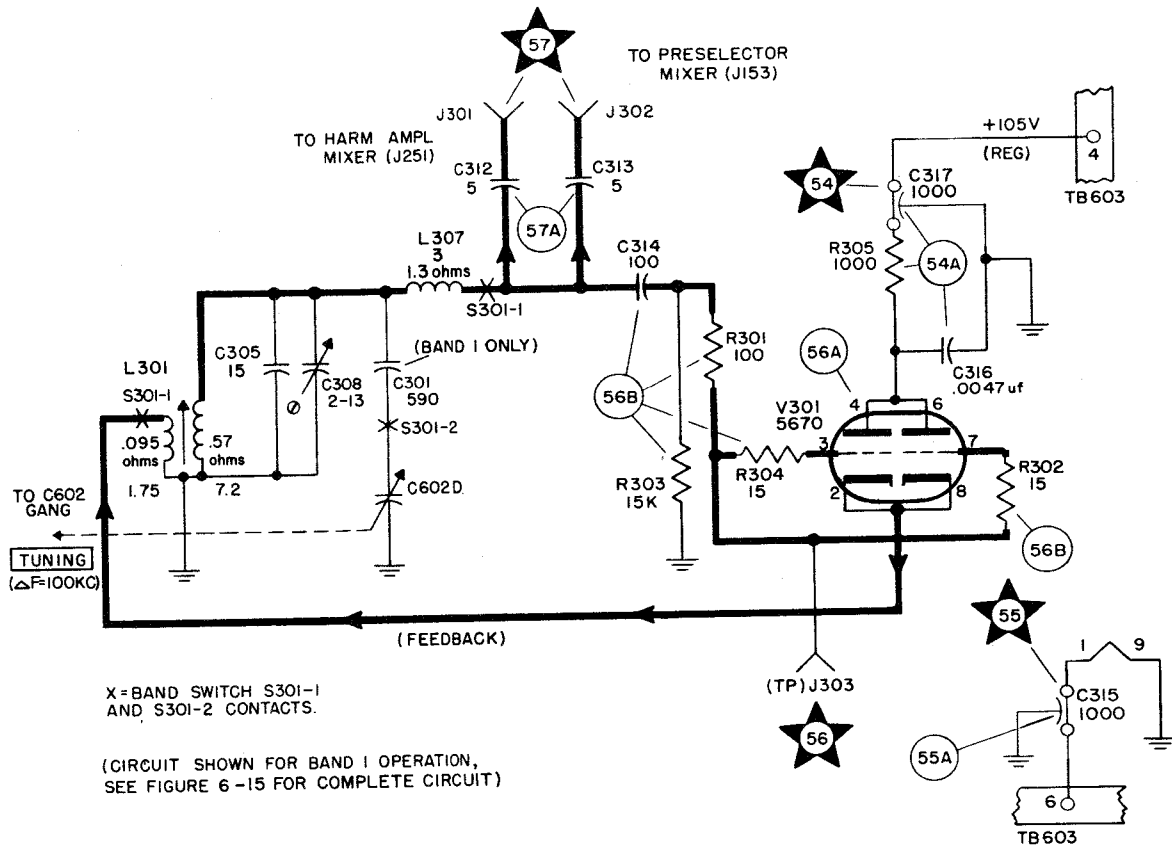 57
TO PRESELECTOR
MIXER (J153)
J301
J302
TO HARM AMPL
MIXER (J251)
C312
5
C313
5
57A
+105V
(REG)
4
TB603
54
C317
1000
R305
1000
54A
L307
3
1.3 ohms
S301-1
C314
100
R301
100
56A
C316
.0047uf
L301
S301-1
C305
15
C308
2-13
Ø
(BAND 1 ONLY)
C301
590
S301-2
56B
V301
5670
4
6
3
7
2
8
.095
ohms
1.75
.57
ohms
7.2
C602D
R303
15K
R304
15
R302
15
56B
TO C602
GANG
TUNING
(△F=100KC)
(FEEDBACK)
(TP) J303
56
55
1
9
C315
1000
55A
6
TB603
X=BAND SWITCH S301-1
AND S301-2 CONTACTS.
(CIRCUIT SHOWN FOR BAND 1 OPERATION,
SEE FIGURE 6-15 FOR COMPLETE CIRCUIT)